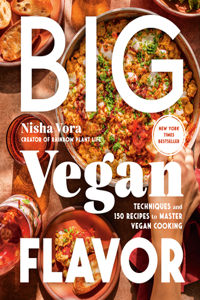 BIG
Nisha Vora
CREATOR OF RAINBOW PLANT LIFE
NEW YORK
TIMES
BESTSELLER
Vegan
TECHNIQUES and
150 RECIPES to MASTER
VEGAN COOKING
FLAVOR